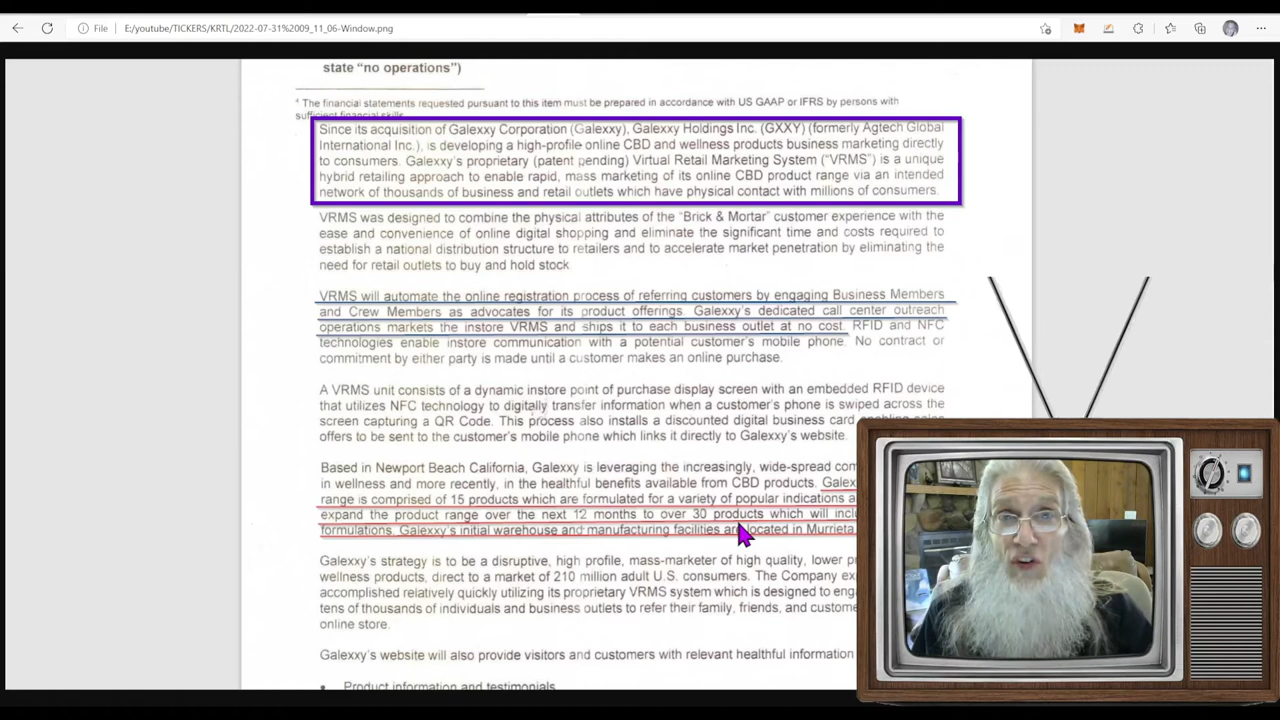 File
E:/youtube/TICKERS/KRTL/2022-07-31%2009_11_06-Window.png
state “no operations”)
4 The financial statements requested pursuant to this item must be prepared in accordance with US GAAP or IFRS by persons with
sufficient financial skills.
Since its acquisition of Galexxy Corporation (Galexxy), Galexxy Holdings Inc. (GXXY) (formerly Agtech Global
International Inc.), is developing a high-profile online CBD and wellness products business marketing directly
to consumers. Galexxy's proprietary (patent pending) Virtual Retail Marketing System (“VRMS”) is a unique
hybrid retailing approach to enable rapid, mass marketing of its online CBD product range via an intended
network of thousands of business and retail outlets which have physical contact with millions of consumers.
VRMS was designed to combine the physical attributes of the “Brick & Mortar” customer experience with the
ease and convenience of online digital shopping and eliminate the significant time and costs required to
establish a national distribution structure to retailers and to accelerate market penetration by eliminating the
need for retail outlets to buy and hold stock
VRMS will automate the online registration process of referring customers by engaging Business Members
and Crew Members as advocates for its product offerings. Galexxy's dedicated call center outreach
operations markets the instore VRMS and ships it to each business outlet at no cost. RFID and NFC
technologies enable instore communication with a potential customer's mobile phone. No contract or
commitment by either party is made until a customer makes an online purchase.
A VRMS unit consists of a dynamic instore point of purchase display screen with an embedded RFID device
that utilizes NFC technology to digitally transfer information when a customer's phone is swiped across the
screen capturing a QR Code. This process also installs a discounted digital business card enabling sales
offers to be sent to the customer's mobile phone which links it directly to Galexxy's website.
Based in Newport Beach California, Galexxy is leveraging the increasingly, wide-spread
in wellness and more recently, in the healthful benefits available from CBD products.
range is comprised of 15 products which are formulated for a variety of popular indications
expand the product range over the next 12 months to over 30 products which will
formulations. Galexxy's initial warehouse and manufacturing facilities are located in Murrieta
Galexxy's strategy is to be a disruptive, high profile, mass-marketer of high quality, lower
wellness products, direct to a market of 210 million adult U.S. consumers. The Company
accomplished relatively quickly utilizing its proprietary VRMS system which is designed to
tens of thousands of individuals and business outlets to refer their family, friends, and
online store.
Galexxy's website will also provide visitors and customers with relevant healthful information
• Product information and testimonials